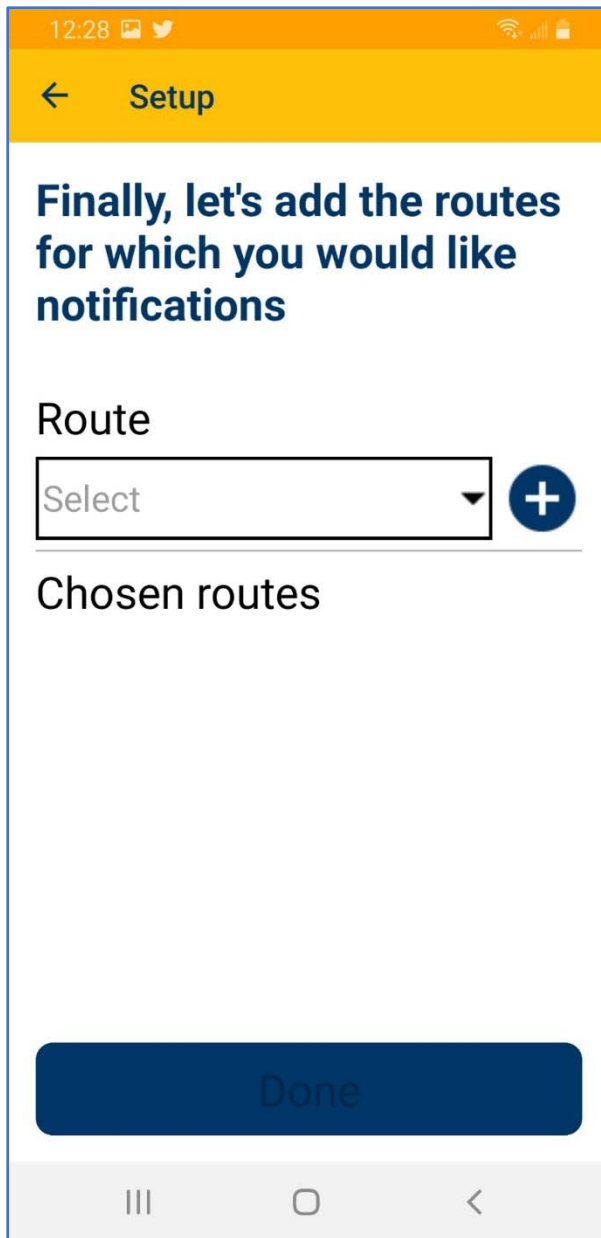 12:28
Setup
Finally, let's add the routes
for which you would like
notifications
Route
Select
Chosen routes
Done